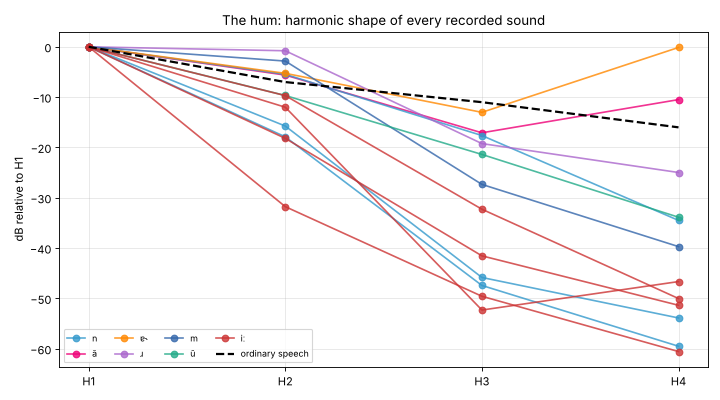 The hum: harmonic shape of every recorded sound
dB relative to H1
0
−10
−20
−30
−40
−50
−60
n
ã
ɐ˞
ɹ
m
ũ
iː
ordinary speech
H1
H2
H3
H4